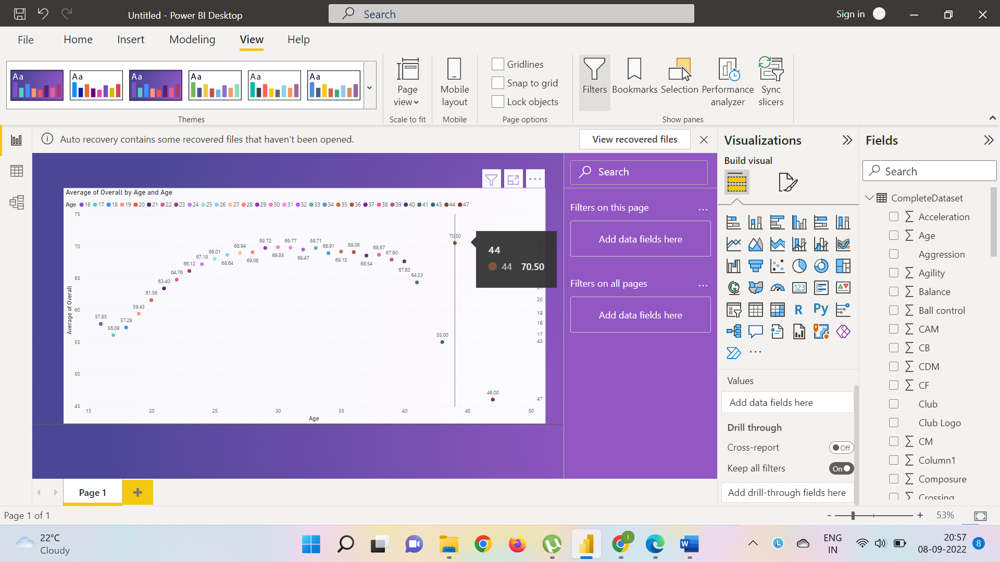 Untitled - Power BI Desktop
Search
Sign in
File Home Insert Modeling View Help
Aa Aa Aa Aa Aa Aa
Themes
Page view
Scale to fit
Mobile layout
Mobile
Gridlines
Snap to grid
Lock objects
Page options
Filters
Bookmarks
Selection
Performance analyzer
Sync slicers
Show panes
Auto recovery contains some recovered files that haven't been opened.
View recovered files
Average of Overall by Age and Age
Age 16 17 18 19 20 21 22 23 24 25 26 27 28 29 30 31 32 33 34 35 36 37 38 39 40 41 43 44 47
Average of Overall
75
70
65
60
55
50
45
57.85
56.09
57.29
59.43
61.56
63.40
64.76
66.12
67.18
68.01
68.64
68.94
69.06
69.72
69.85
69.77
69.47
69.71
68.91
69.15
69.08
68.54
68.67
67.90
67.63
64.33
55.00
70.50
46.00
44
44 70.50
21
20
19
16
17
43
47
15 20 25 30 35 40 45 50
Age
Search
Filters on this page ...
Add data fields here
Filters on all pages ...
Add data fields here
Visualizations
Build visual
123
R
Py
...
Values
Add data fields here
Drill through
Cross-report
Off
Keep all filters
On
Add drill-through fields here
Fields
Search
CompleteDataset
Acceleration
Age
Aggression
Agility
Balance
Ball control
CAM
CB
CDM
CF
Club
Club Logo
CM
Column1
Composure
Crossing
Page 1
+
Page 1 of 1
- + 53%
22°C
Cloudy
W
L
ENG
IN
20:57
08-09-2022
8